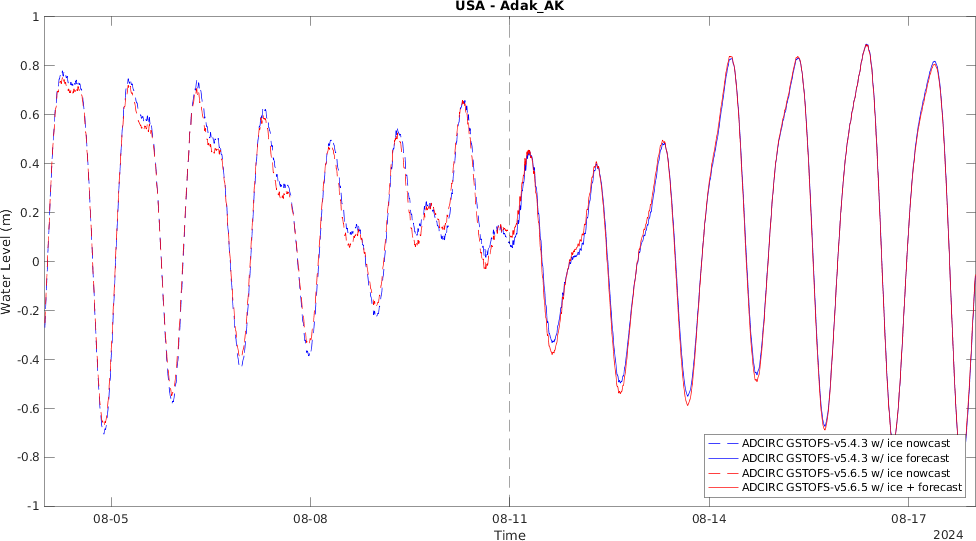 USA - Adak_AK
1
0.8
0.6
0.4
0.2
0
-0.2
-0.4
-0.6
-0.8
-1
Water Level (m)
08-05
08-08
08-11
08-14
08-17
Time
2024
ADCIRC GSTOFS-v5.4.3 w/ ice nowcast
ADCIRC GSTOFS-v5.4.3 w/ ice forecast
ADCIRC GSTOFS-v5.6.5 w/ ice nowcast
ADCIRC GSTOFS-v5.6.5 w/ ice + forecast